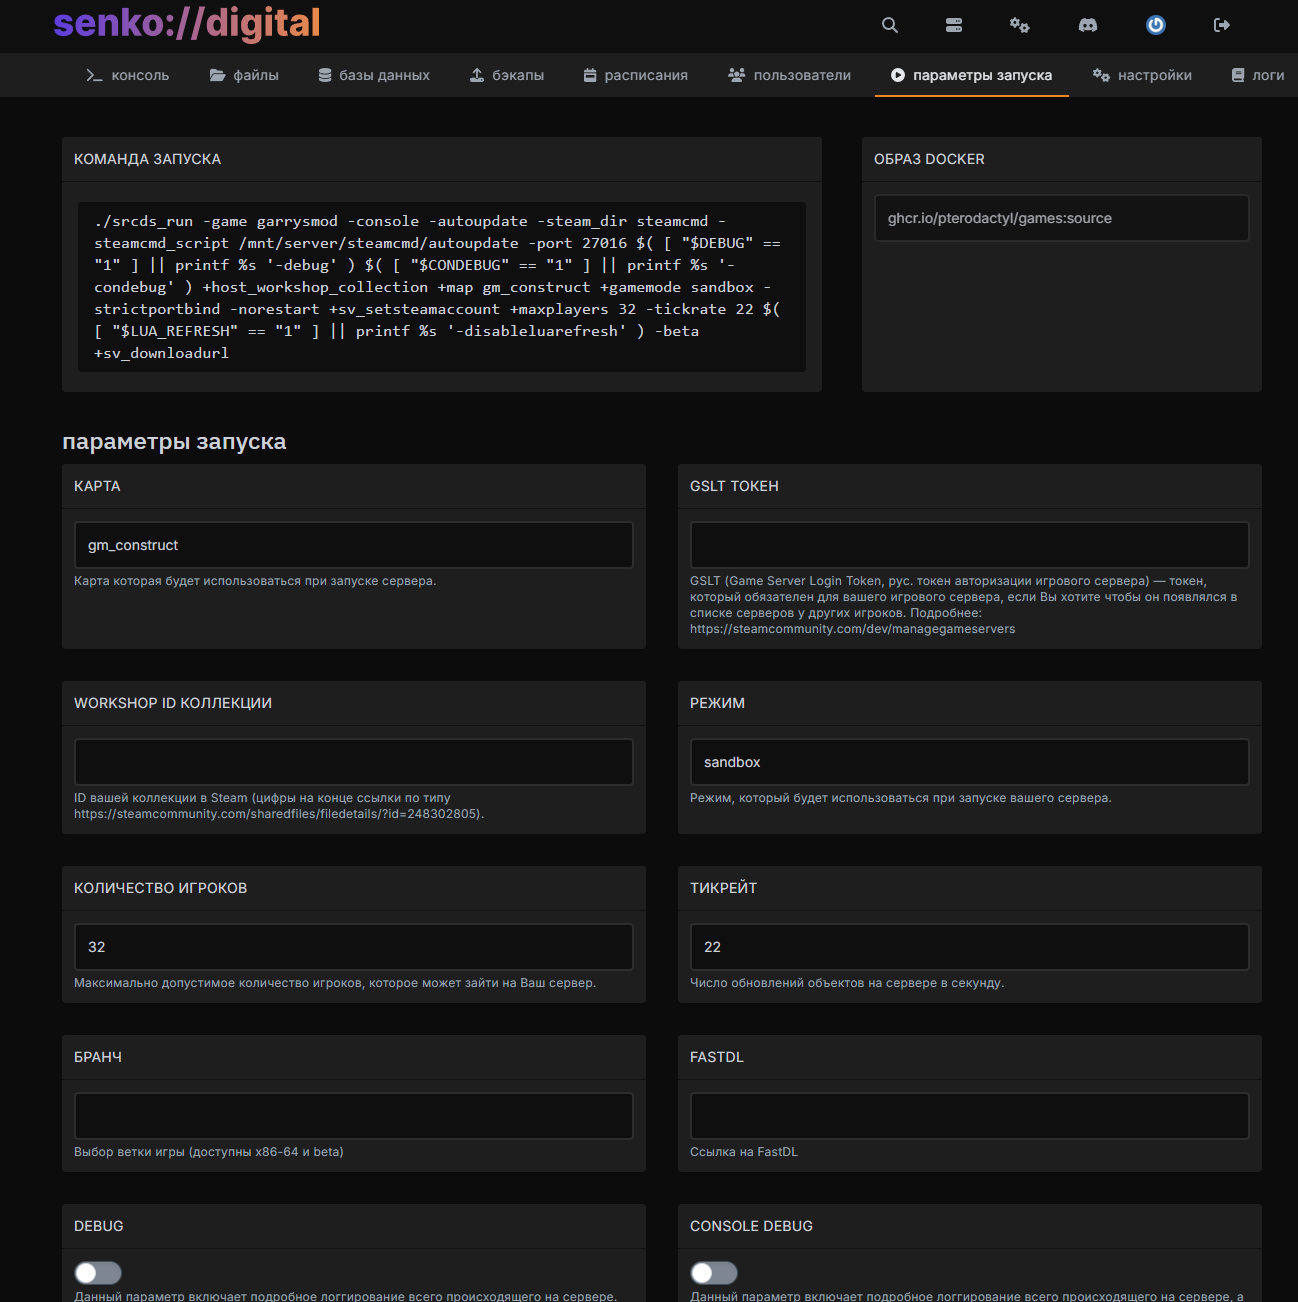 senko://digital
консоль
файлы
базы данных
бэкапы
расписания
пользователи
параметры запуска
настройки
логи
КОМАНДА ЗАПУСКА
./srcds_run -game garrysmod -console -autoupdate -steam_dir steamcmd -
steamcmd_script /mnt/server/steamcmd/autoupdate -port 27016 $( [ "$DEBUG" ==
"1" ] || printf %s '-debug' ) $( [ "$CONDEBUG" == "1" ] || printf %s '-
condebug' ) +host_workshop_collection +map gm_construct +gamemode sandbox -
strictportbind -norestart +sv_setsteamaccount +maxplayers 32 -tickrate 22 $(
[ "$LUA_REFRESH" == "1" ] || printf %s '-disableluarefresh' ) -beta
+sv_downloadurl
ОБРАЗ DOCKER
ghcr.io/pterodactyl/games:source
параметры запуска
КАРТА
gm_construct
Карта которая будет использоваться при запуске сервера.
GSLT ТОКЕН
GSLT (Game Server Login Token, рус. токен авторизации игрового сервера) — токен,
который обязателен для вашего игрового сервера, если Вы хотите чтобы он появлялся в
списке серверов у других игроков. Подробнее:
https://steamcommunity.com/dev/managegameservers
WORKSHOP ID КОЛЛЕКЦИИ
ID вашей коллекции в Steam (цифры на конце ссылки по типу
https://steamcommunity.com/sharedfiles/filedetails/?id=248302805).
РЕЖИМ
sandbox
Режим, который будет использоваться при запуске вашего сервера.
КОЛИЧЕСТВО ИГРОКОВ
32
Максимально допустимое количество игроков, которое может зайти на Ваш сервер.
ТИКРЕЙТ
22
Число обновлений объектов на сервере в секунду.
БРАНЧ
Выбор ветки игры (доступны x86-64 и beta)
FASTDL
Ссылка на FastDL
DEBUG
Данный параметр включает подробное логгирование всего происходящего на сервере.
CONSOLE DEBUG
Данный параметр включает подробное логгирование всего происходящего на сервере, а